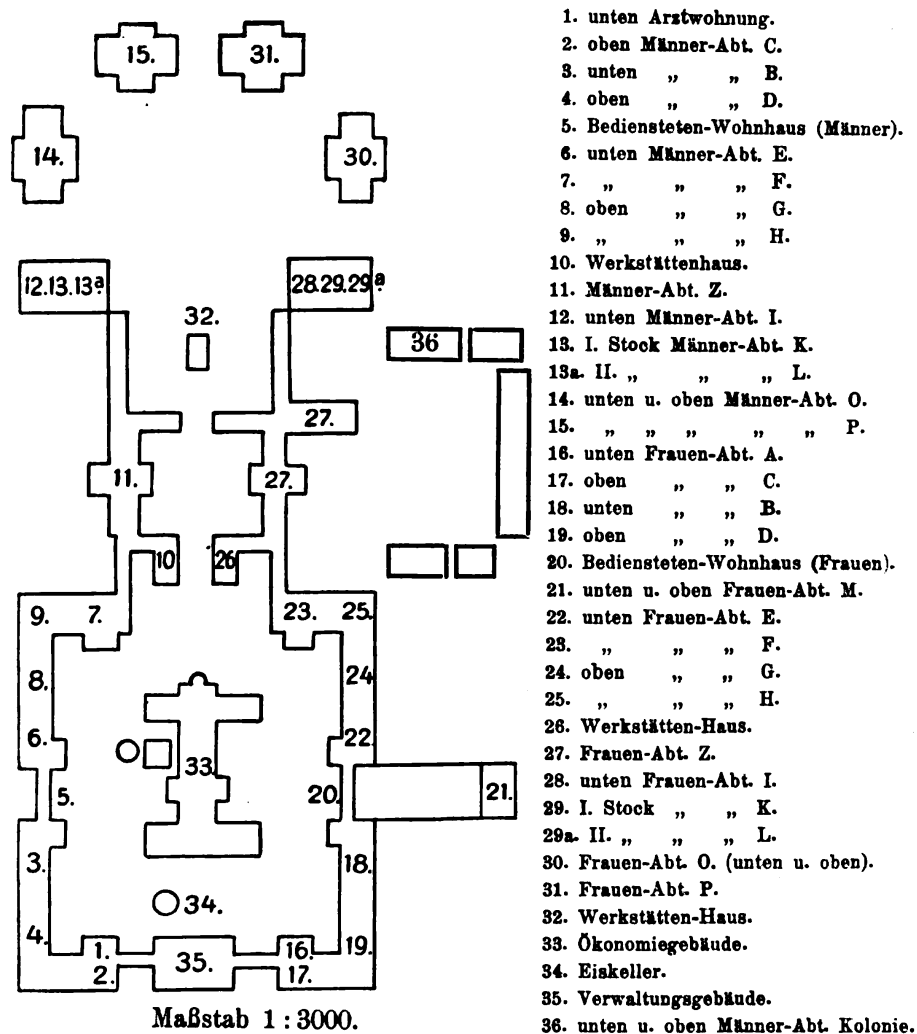 15. 31.
14. 30.
12.13.13ª 28.29.29ª
32.
36
27.
11. 27.
10 26
9. 7. 23. 25.
8. 24
6. 22
33
5. 20. 21.
3. 18.
34.
4. 1. 16. 19.
35.
2. 17.
Maßstab 1 : 3000.
1. unten Arztwohnung.
2. oben Männer-Abt. C.
3. unten „ „ B.
4. oben „ „ D.
5. Bediensteten-Wohnhaus (Männer).
6. unten Männer-Abt. E.
7. „ „ „ F.
8. oben „ „ G.
9. „ „ „ H.
10. Werkstättenhaus.
11. Männer-Abt. Z.
12. unten Männer-Abt. I.
13. I. Stock Männer-Abt. K.
13a. II. „ „ „ L.
14. unten u. oben Männer-Abt. O.
15. „ „ „ „ „ P.
16. unten Frauen-Abt. A.
17. oben „ „ C.
18. unten „ „ B.
19. oben „ „ D.
20. Bediensteten-Wohnhaus (Frauen).
21. unten u. oben Frauen-Abt. M.
22. unten Frauen-Abt. E.
23. „ „ „ F.
24. oben „ „ G.
25. „ „ „ H.
26. Werkstätten-Haus.
27. Frauen-Abt. Z.
28. unten Frauen-Abt. I.
29. I. Stock „ „ K.
29a. II. „ „ „ L.
30. Frauen-Abt. O. (unten u. oben).
31. Frauen-Abt. P.
32. Werkstätten-Haus.
33. Ökonomiegebäude.
34. Eiskeller.
35. Verwaltungsgebäude.
36. unten u. oben Männer-Abt. Kolonie.